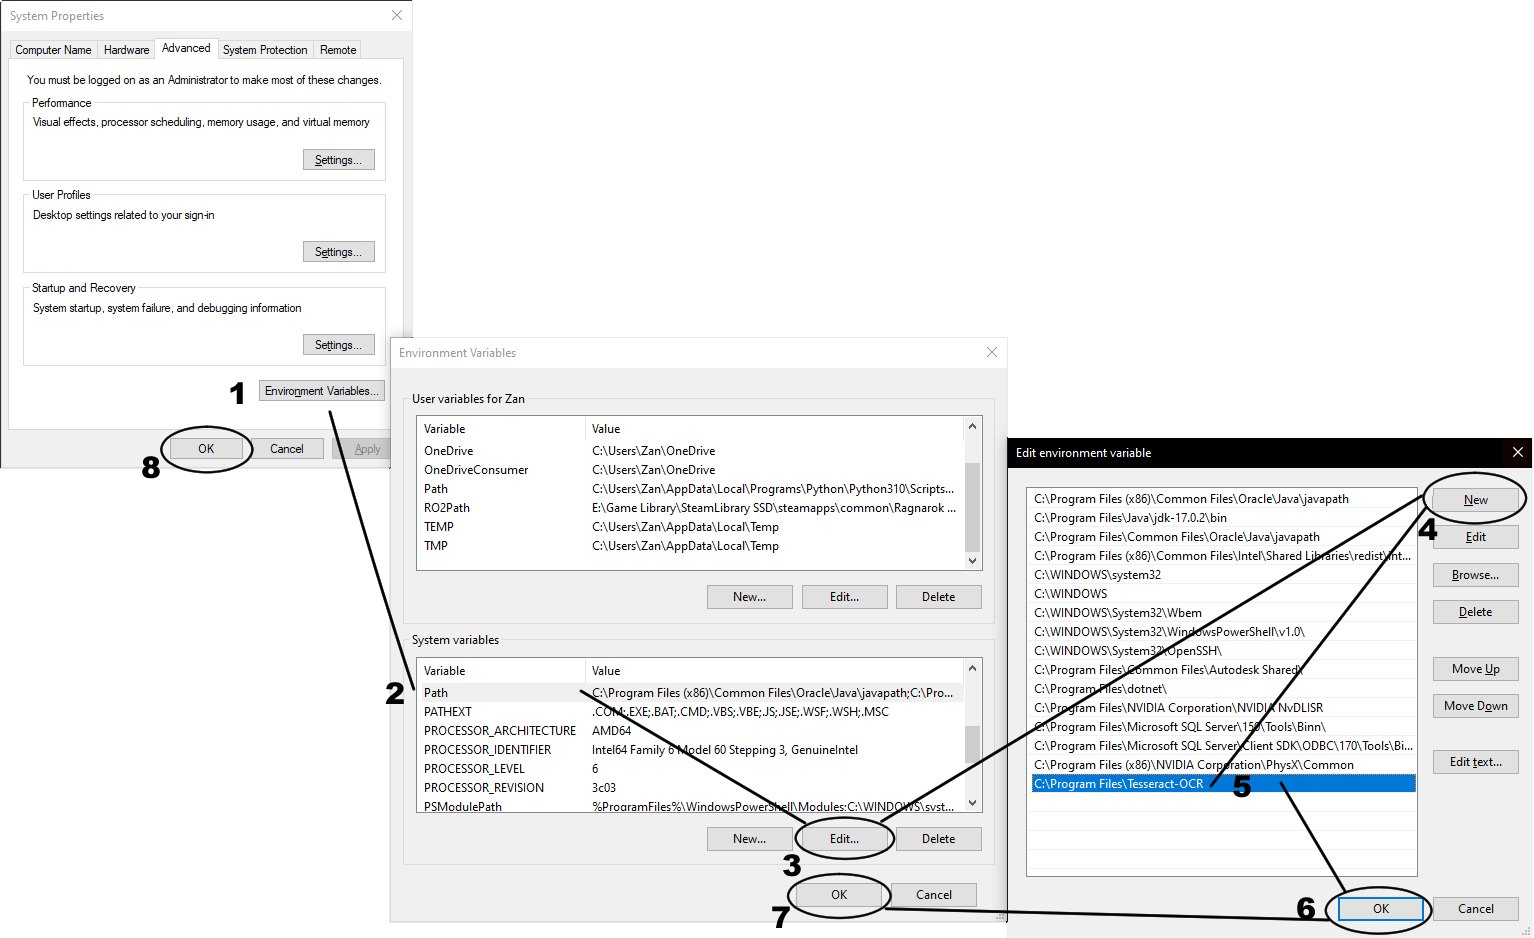 System Properties
Computer Name Hardware Advanced System Protection Remote
You must be logged on as an Administrator to make most of these changes.
Performance
Visual effects, processor scheduling, memory usage, and virtual memory
Settings...
User Profiles
Desktop settings related to your sign-in
Settings...
Startup and Recovery
System startup, system failure, and debugging information
Settings...
1 Environment Variables...
8 OK Cancel Apply
Environment Variables
User variables for Zan
Variable Value
OneDrive C:\Users\Zan\OneDrive
OneDriveConsumer C:\Users\Zan\OneDrive
Path C:\Users\Zan\AppData\Local\Programs\Python\Python310\Scripts...
RO2Path E:\Game Library\SteamLibrary SSD\steamapps\common\Ragnarok ...
TEMP C:\Users\Zan\AppData\Local\Temp
TMP C:\Users\Zan\AppData\Local\Temp
New... Edit... Delete
System variables
Variable Value
2 Path C:\Program Files (x86)\Common Files\Oracle\Java\javapath;C:\Pro...
PATHEXT .COM;.EXE;.BAT;.CMD;.VBS;.VBE;.JS;.JSE;.WSF;.WSH;.MSC
PROCESSOR_ARCHITECTURE AMD64
PROCESSOR_IDENTIFIER Intel64 Family 6 Model 60 Stepping 3, GenuineIntel
PROCESSOR_LEVEL 6
PROCESSOR_REVISION 3c03
PSModulePath %ProgramFiles%\WindowsPowerShell\Modules;C:\WINDOWS\syst...
New... Edit... Delete
3
OK Cancel
7
Edit environment variable
C:\Program Files (x86)\Common Files\Oracle\Java\javapath
C:\Program Files\Java\jdk-17.0.2\bin
C:\Program Files\Common Files\Oracle\Java\javapath
C:\Program Files (x86)\Common Files\Intel\Shared Libraries\redist\int...
C:\WINDOWS\system32
C:\WINDOWS
C:\WINDOWS\System32\Wbem
C:\WINDOWS\System32\WindowsPowerShell\v1.0\
C:\WINDOWS\System32\OpenSSH\
C:\Program Files\Common Files\Autodesk Shared\
C:\Program Files\dotnet\
C:\Program Files\NVIDIA Corporation\NVIDIA NvDLISR
C:\Program Files\Microsoft SQL Server\150\Tools\Binn\
C:\Program Files\Microsoft SQL Server\Client SDK\ODBC\170\Tools\Bi...
C:\Program Files (x86)\NVIDIA Corporation\PhysX\Common
C:\Program Files\Tesseract-OCR 5
New
4
Edit
Browse...
Delete
Move Up
Move Down
Edit text...
6 OK Cancel